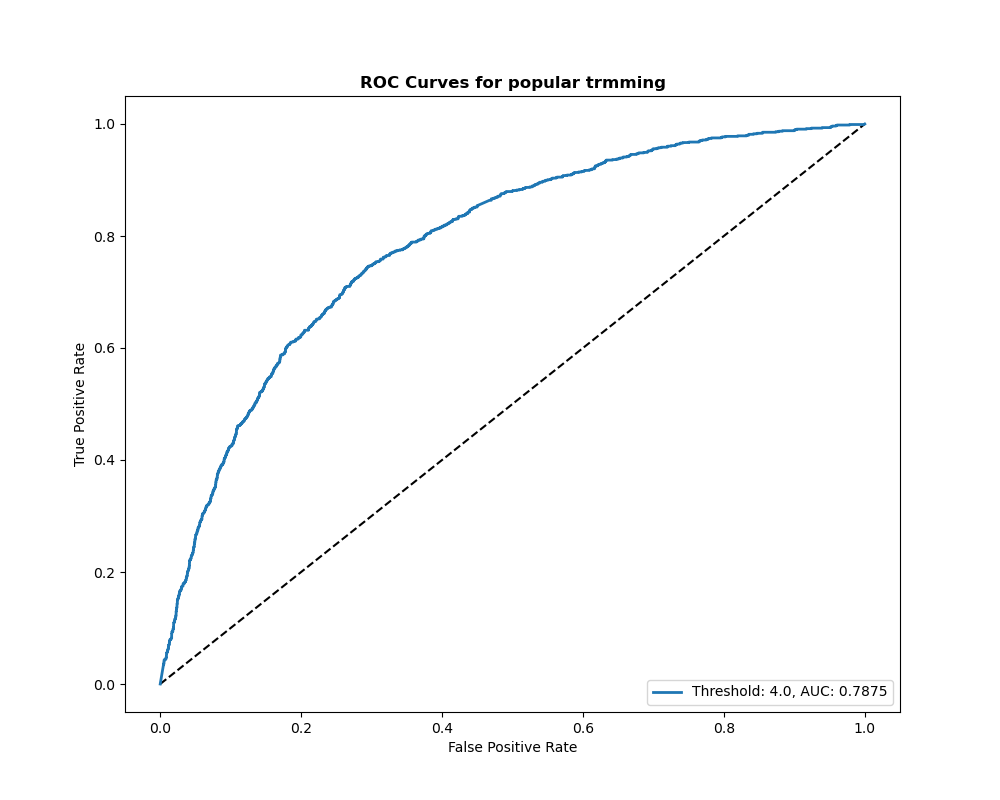 ROC Curves for popular trmming
True Positive Rate
1.0
0.8
0.6
0.4
0.2
0.0
0.0 0.2 0.4 0.6 0.8 1.0
False Positive Rate
Threshold: 4.0, AUC: 0.7875